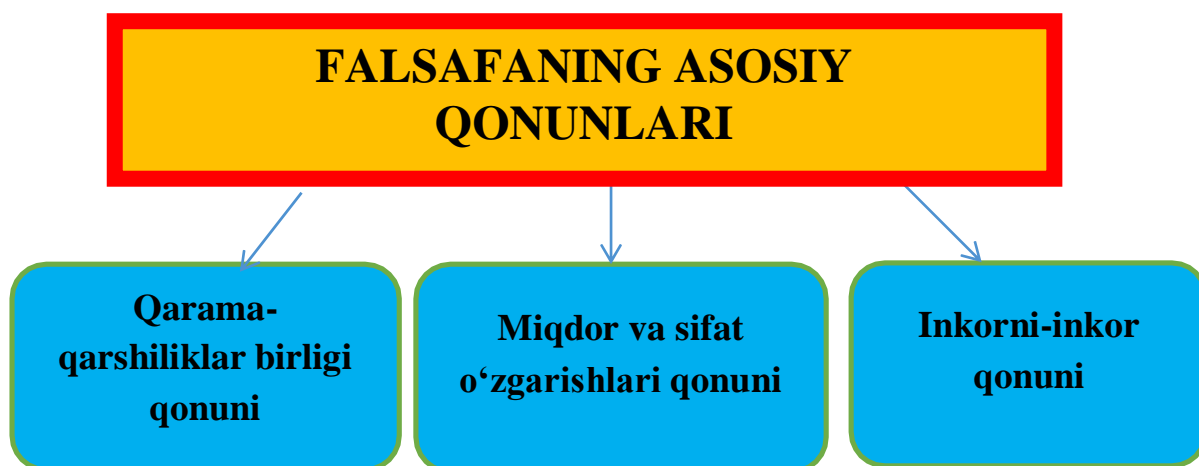 FALSAFANING ASOSIY
QONUNLARI
Qarama-
qarshiliklar birligi
qonuni
Miqdor va sifat
o‘zgarishlari qonuni
Inkorni-inkor
qonuni